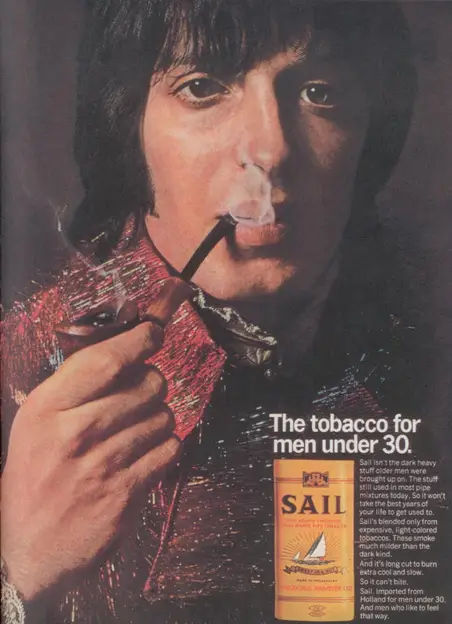 The tobacco for
men under 30.
Sail isn't the dark heavy
stuff older men were
brought up on. The stuff
still used in most pipe
mixtures today. So it won't
take the best years of
your life to get used to.
Sail's blended only from
expensive, light-colored
tobaccos. These smoke
much milder than the
dark kind.
And it's long cut to burn
extra cool and slow.
So it can't bite.
Sail. Imported from
Holland for men under 30.
And men who like to feel
that way.
SAIL